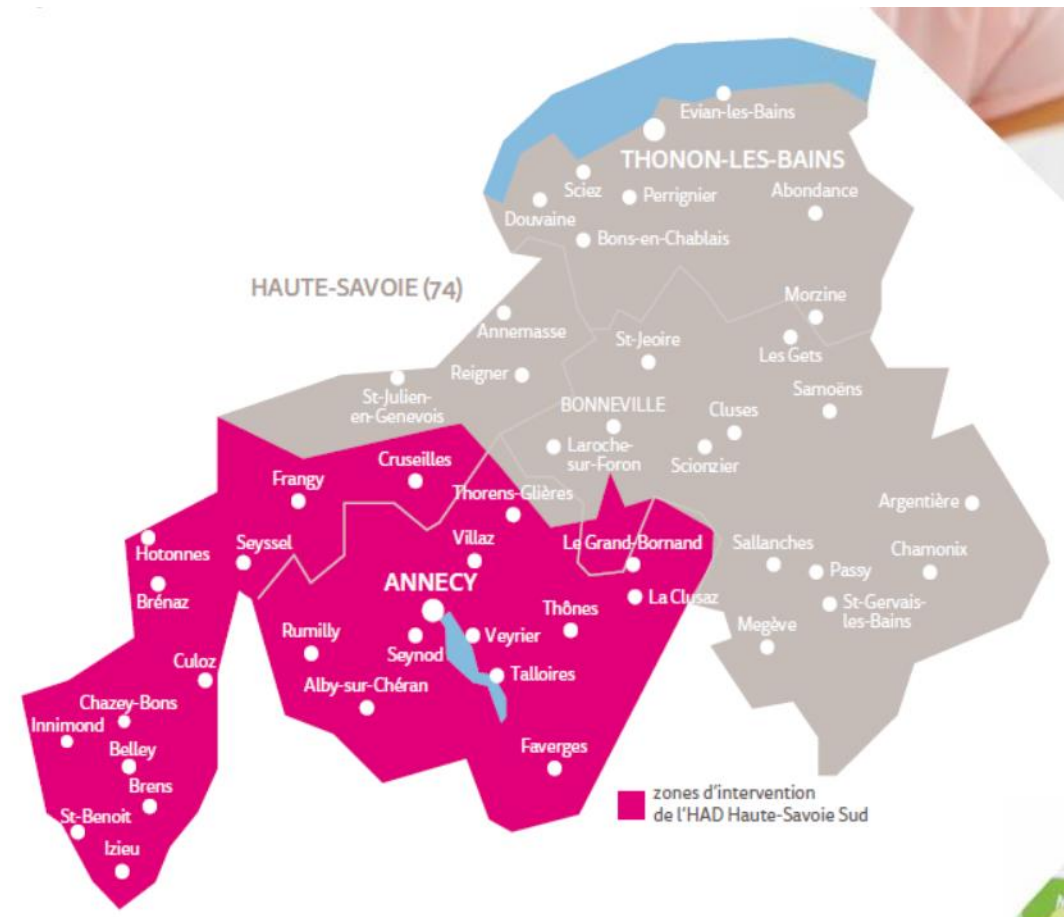 Evian-les-Bains
THONON-LES-BAINS
Sciez
Perrignier
Abondance
Douvaine
Bons-en-Chablais
HAUTE-SAVOIE (74)
Morzine
Annemasse
St-Jeoire
Les Gets
Reigner
Samoëns
St-Julien-
en-Genevois
BONNEVILLE
Cluses
Laroche-
sur-Foron
Scionzier
Cruseilles
Frangy
Thorens-Glières
Argentière
Hotonnes
Seyssel
Villaz
Le Grand-Bornand
Sallanches
Chamonix
Passy
Brénaz
ANNECY
La Clusaz
St-Gervais-
les-Bains
Thônes
Megève
Rumilly
Seynod
Veyrier
Culoz
Talloires
Alby-sur-Chéran
Chazey-Bons
Innimond
Belley
Faverges
Brens
zones d'intervention
de l'HAD Haute-Savoie Sud
St-Benoit
Izieu